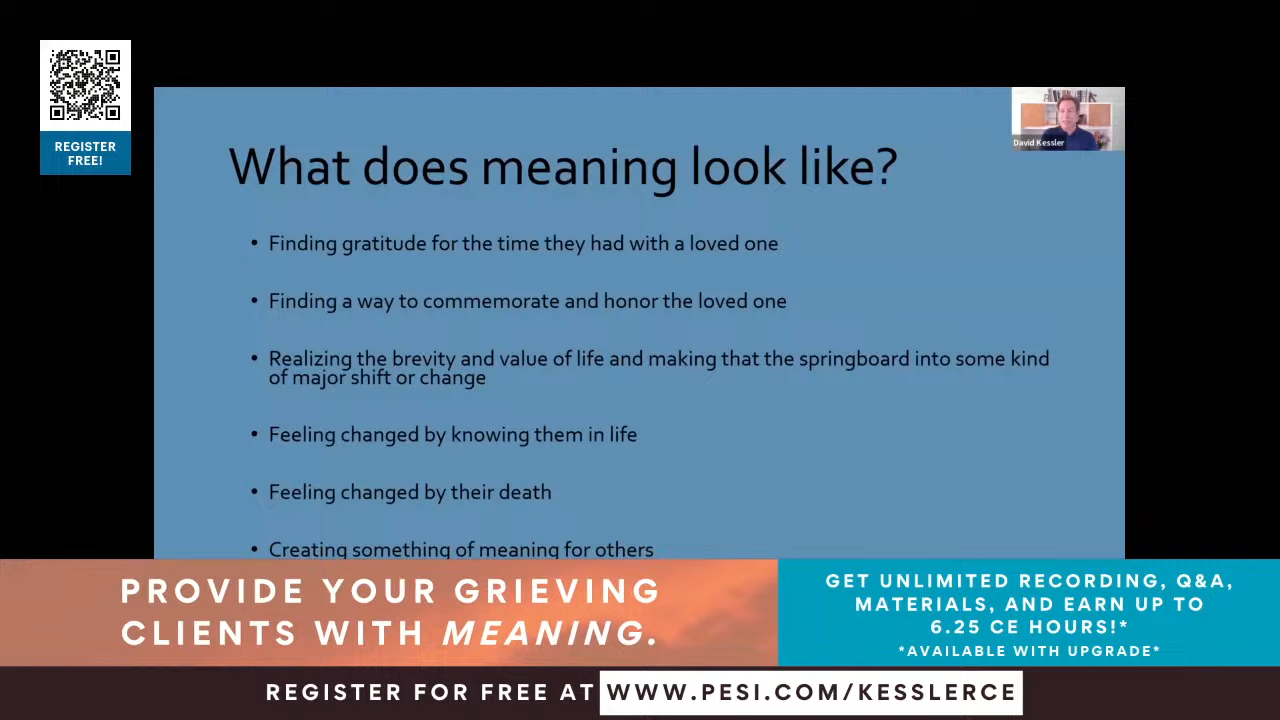 REGISTER
FREE!
David Kessler
What does meaning look like?
• Finding gratitude for the time they had with a loved one
• Finding a way to commemorate and honor the loved one
• Realizing the brevity and value of life and making that the springboard into some kind
of major shift or change
• Feeling changed by knowing them in life
• Feeling changed by their death
• Creating something of meaning for others
PROVIDE YOUR GRIEVING
CLIENTS WITH MEANING.
GET UNLIMITED RECORDING, Q&A,
MATERIALS, AND EARN UP TO
6.25 CE HOURS!*
*AVAILABLE WITH UPGRADE*
REGISTER FOR FREE AT WWW.PESI.COM/KESSLERCE